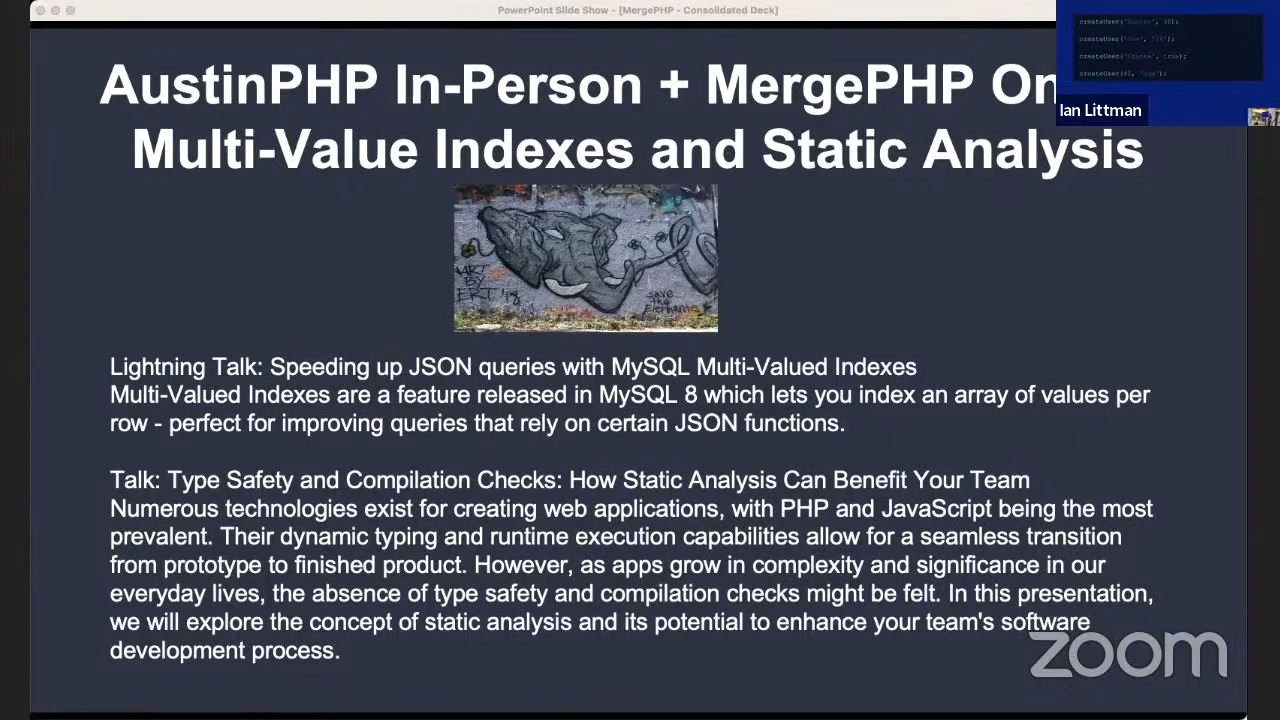 PowerPoint Slide Show - [MergePHP - Consolidated Deck]
AustinPHP In-Person + MergePHP On
Multi-Value Indexes and Static Analysis
Ian Littman
ART
BY
ERT '18
save
the
Elephants
Lightning Talk: Speeding up JSON queries with MySQL Multi-Valued Indexes
Multi-Valued Indexes are a feature released in MySQL 8 which lets you index an array of values per
row - perfect for improving queries that rely on certain JSON functions.
Talk: Type Safety and Compilation Checks: How Static Analysis Can Benefit Your Team
Numerous technologies exist for creating web applications, with PHP and JavaScript being the most
prevalent. Their dynamic typing and runtime execution capabilities allow for a seamless transition
from prototype to finished product. However, as apps grow in complexity and significance in our
everyday lives, the absence of type safety and compilation checks might be felt. In this presentation,
we will explore the concept of static analysis and its potential to enhance your team's software
development process.
zoom